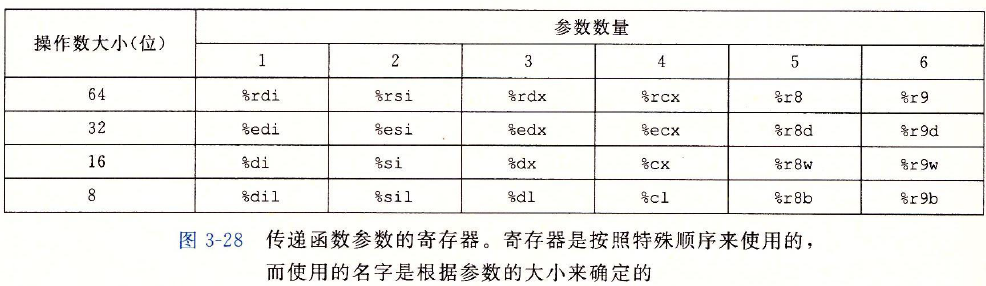 操作数大小(位) 参数数量
1 2 3 4 5 6
64 %rdi %rsi %rdx %rcx %r8 %r9
32 %edi %esi %edx %ecx %r8d %r9d
16 %di %si %dx %cx %r8w %r9w
8 %dil %sil %dl %cl %r8b %r9b
图 3-28 传递函数参数的寄存器。寄存器是按照特殊顺序来使用的，
而使用的名字是根据参数的大小来确定的